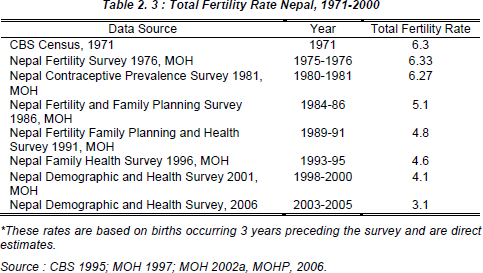 Table 2. 3 : Total Fertility Rate Nepal, 1971-2000
Data Source Year Total Fertility Rate
CBS Census, 1971 1971 6.3
Nepal Fertility Survey 1976, MOH 1975-1976 6.33
Nepal Contraceptive Prevalence Survey 1981, 1980-1981 6.27
MOH
Nepal Fertility and Family Planning Survey 1984-86 5.1
1986, MOH
Nepal Fertility Family Planning and Health 1989-91 4.8
Survey 1991, MOH
Nepal Family Health Survey 1996, MOH 1993-95 4.6
Nepal Demographic and Health Survey 2001, 1998-2000 4.1
MOH
Nepal Demographic and Health Survey, 2006 2003-2005 3.1
*These rates are based on births occurring 3 years preceding the survey and are direct
estimates.
Source : CBS 1995; MOH 1997; MOH 2002a, MOHP, 2006.